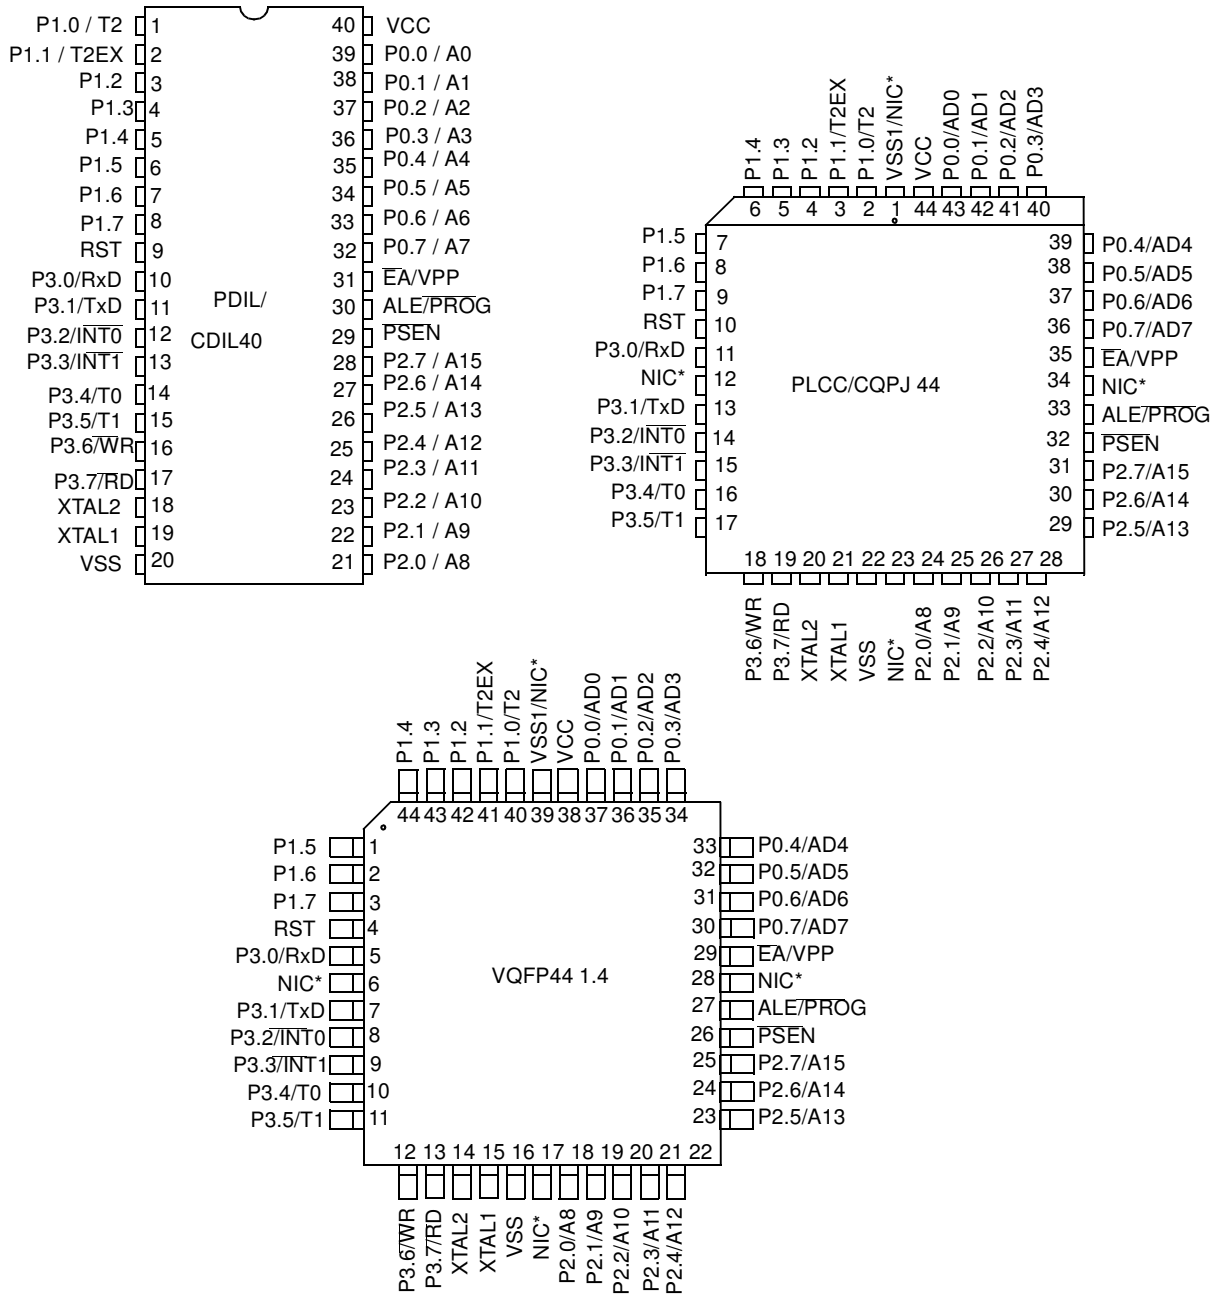 P1.0 / T2 1 40 VCC
P1.1 / T2EX 2 39 P0.0 / A0
P1.2 3 38 P0.1 / A1
P1.3 4 37 P0.2 / A2
P1.4 5 36 P0.3 / A3
P1.5 6 35 P0.4 / A4
P1.6 7 34 P0.5 / A5
P1.7 8 33 P0.6 / A6
RST 9 32 P0.7 / A7
P3.0/RxD 10 31 EA/VPP
P3.1/TxD 11 30 ALE/PROG
P3.2/INT0 12 29 PSEN
P3.3/INT1 13 28 P2.7 / A15
P3.4/T0 14 27 P2.6 / A14
P3.5/T1 15 26 P2.5 / A13
P3.6/WR 16 25 P2.4 / A12
P3.7/RD 17 24 P2.3 / A11
XTAL2 18 23 P2.2 / A10
XTAL1 19 22 P2.1 / A9
VSS 20 21 P2.0 / A8
PDIL/
CDIL40
P1.4 P1.3 P1.2 P1.1/T2EX P1.0/T2 VSS1/NIC* VCC P0.0/AD0 P0.1/AD1 P0.2/AD2 P0.3/AD3
6 5 4 3 2 1 44 43 42 41 40
P1.5 7 39 P0.4/AD4
P1.6 8 38 P0.5/AD5
P1.7 9 37 P0.6/AD6
RST 10 36 P0.7/AD7
P3.0/RxD 11 35 EA/VPP
NIC* 12 34 NIC*
P3.1/TxD 13 33 ALE/PROG
P3.2/INT0 14 32 PSEN
P3.3/INT1 15 31 P2.7/A15
P3.4/T0 16 30 P2.6/A14
P3.5/T1 17 29 P2.5/A13
PLCC/CQPJ 44
18 19 20 21 22 23 24 25 26 27 28
P3.6/WR P3.7/RD XTAL2 XTAL1 VSS NIC* P2.0/A8 P2.1/A9 P2.2/A10 P2.3/A11 P2.4/A12
P1.4 P1.3 P1.2 P1.1/T2EX P1.0/T2 VSS1/NIC* VCC P0.0/AD0 P0.1/AD1 P0.2/AD2 P0.3/AD3
44 43 42 41 40 39 38 37 36 35 34
P1.5 1 33 P0.4/AD4
P1.6 2 32 P0.5/AD5
P1.7 3 31 P0.6/AD6
RST 4 30 P0.7/AD7
P3.0/RxD 5 29 EA/VPP
NIC* 6 28 NIC*
P3.1/TxD 7 27 ALE/PROG
P3.2/INT0 8 26 PSEN
P3.3/INT1 9 25 P2.7/A15
P3.4/T0 10 24 P2.6/A14
P3.5/T1 11 23 P2.5/A13
VQFP44 1.4
12 13 14 15 16 17 18 19 20 21 22
P3.6/WR P3.7/RD XTAL2 XTAL1 VSS NIC* P2.0/A8 P2.1/A9 P2.2/A10 P2.3/A11 P2.4/A12